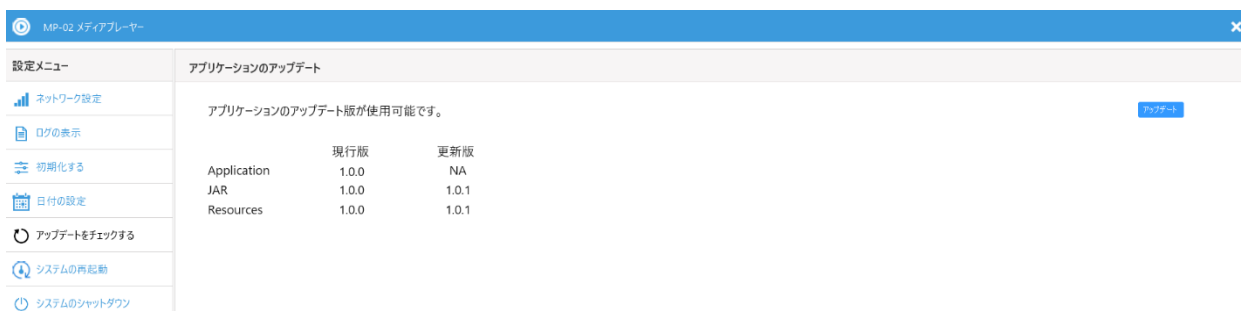 MP-02 メディアプレーヤー
設定メニュー
ネットワーク設定
ログの表示
初期化する
日付の設定
アップデートをチェックする
システムの再起動
システムのシャットダウン
アプリケーションのアップデート
アプリケーションのアップデート版が使用可能です。
アップデート
現行版 更新版
Application 1.0.0 NA
JAR 1.0.0 1.0.1
Resources 1.0.0 1.0.1